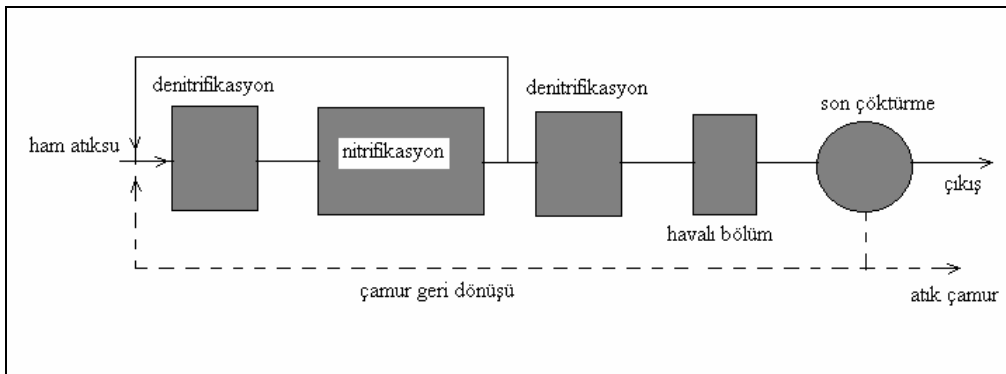 denitrifikasyon
denitrifikasyon
son çöktürme
ham atıksu
nitrifikasyon
çıkış
havalı bölüm
çamur geri dönüşü
atık çamur